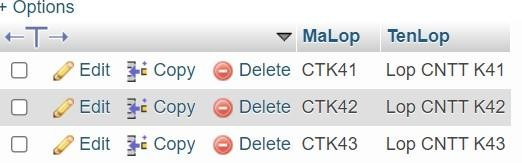 + Options
MaLop TenLop
Edit Copy Delete CTK41 Lop CNTT K41
Edit Copy Delete CTK42 Lop CNTT K42
Edit Copy Delete CTK43 Lop CNTT K43